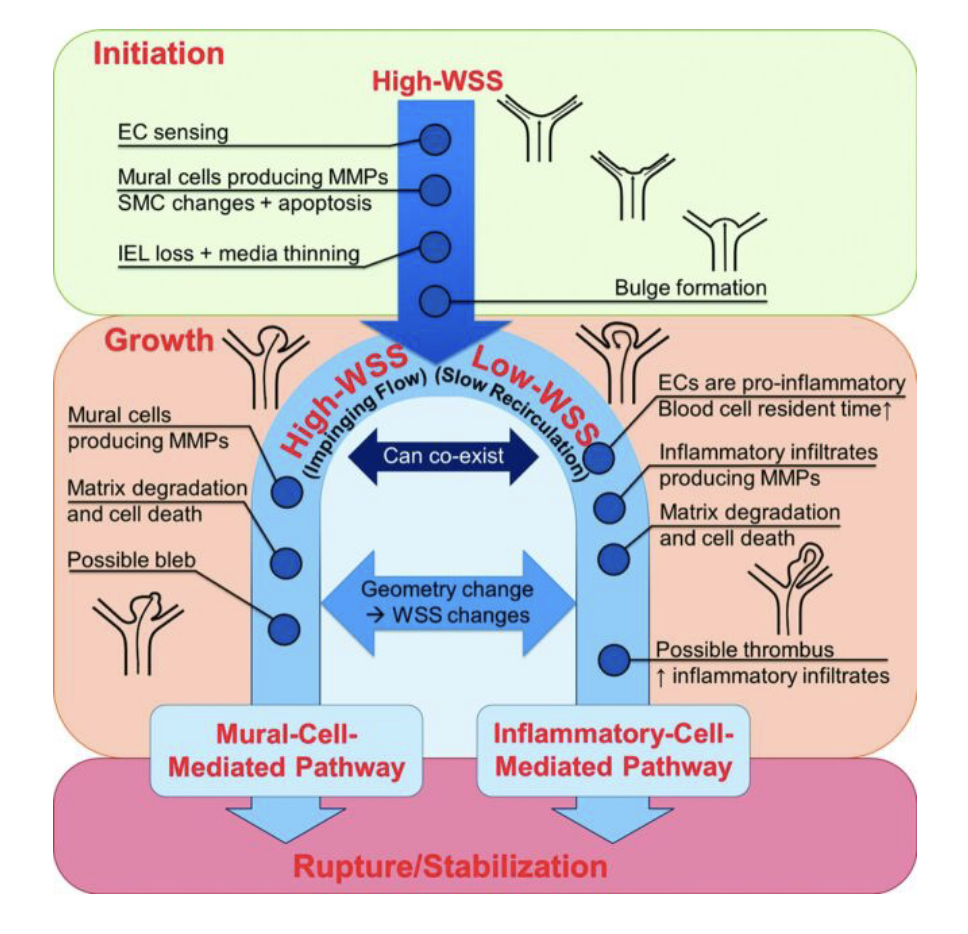 Initiation
High-WSS
EC sensing
Mural cells producing MMPs
SMC changes + apoptosis
IEL loss + media thinning
Bulge formation
Growth
High-WSS
(Impinging Flow)
Low-WSS
(Slow Recirculation)
Can co-exist
Geometry change
→ WSS changes
Mural cells
producing MMPs
Matrix degradation
and cell death
Possible bleb
ECs are pro-inflammatory
Blood cell resident time↑
Inflammatory infiltrates
producing MMPs
Matrix degradation
and cell death
Possible thrombus
↑ inflammatory infiltrates
Mural-Cell-
Mediated Pathway
Inflammatory-Cell-
Mediated Pathway
Rupture/Stabilization